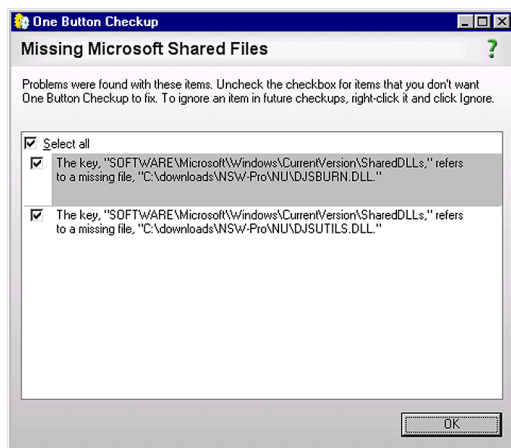 One Button Checkup
Missing Microsoft Shared Files
?
Problems were found with these items. Uncheck the checkbox for items that you don't want
One Button Checkup to fix. To ignore an item in future checkups, right-click it and click Ignore.
Select all
The key, "SOFTWARE\Microsoft\Windows\CurrentVersion\SharedDLLs," refers
to a missing file, "C:\downloads\NSW-Pro\NU\DJSBURN.DLL."
The key, "SOFTWARE\Microsoft\Windows\CurrentVersion\SharedDLLs," refers
to a missing file, "C:\downloads\NSW-Pro\NU\DJSUTILS.DLL."
OK